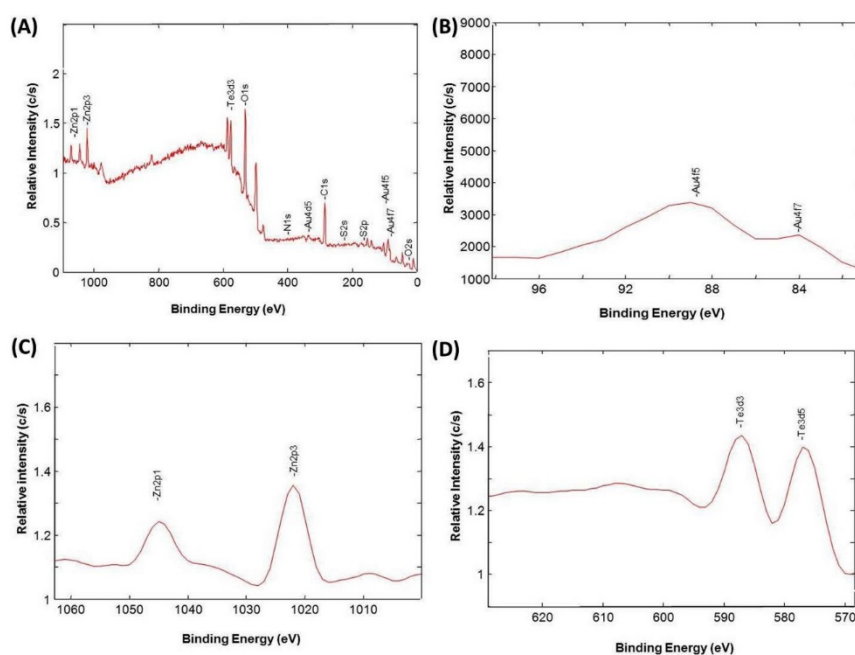 (A)
Relative Intensity (c/s)
2
1.5
1
0.5
0
-Zn2p1
-Zn2p3
-Te3d3
-O1s
-N1s
-Au4d5
-C1s
-S2s
-S2p
-Au4f5
-Au4f7
-O2s
1000 800 600 400 200 0
Binding Energy (eV)
(B)
Relative Intensity (c/s)
9000
8000
7000
6000
5000
4000
3000
2000
1000
-Au4f5
-Au4f7
96 92 88 84
Binding Energy (eV)
(C)
Relative Intensity (c/s)
1.6
1.4
1.2
1
-Zn2p1
-Zn2p3
1060 1050 1040 1030 1020 1010
Binding Energy (eV)
(D)
Relative Intensity (c/s)
1.6
1.4
1.2
1
-Te3d3
-Te3d5
620 610 600 590 580 570
Binding Energy (eV)